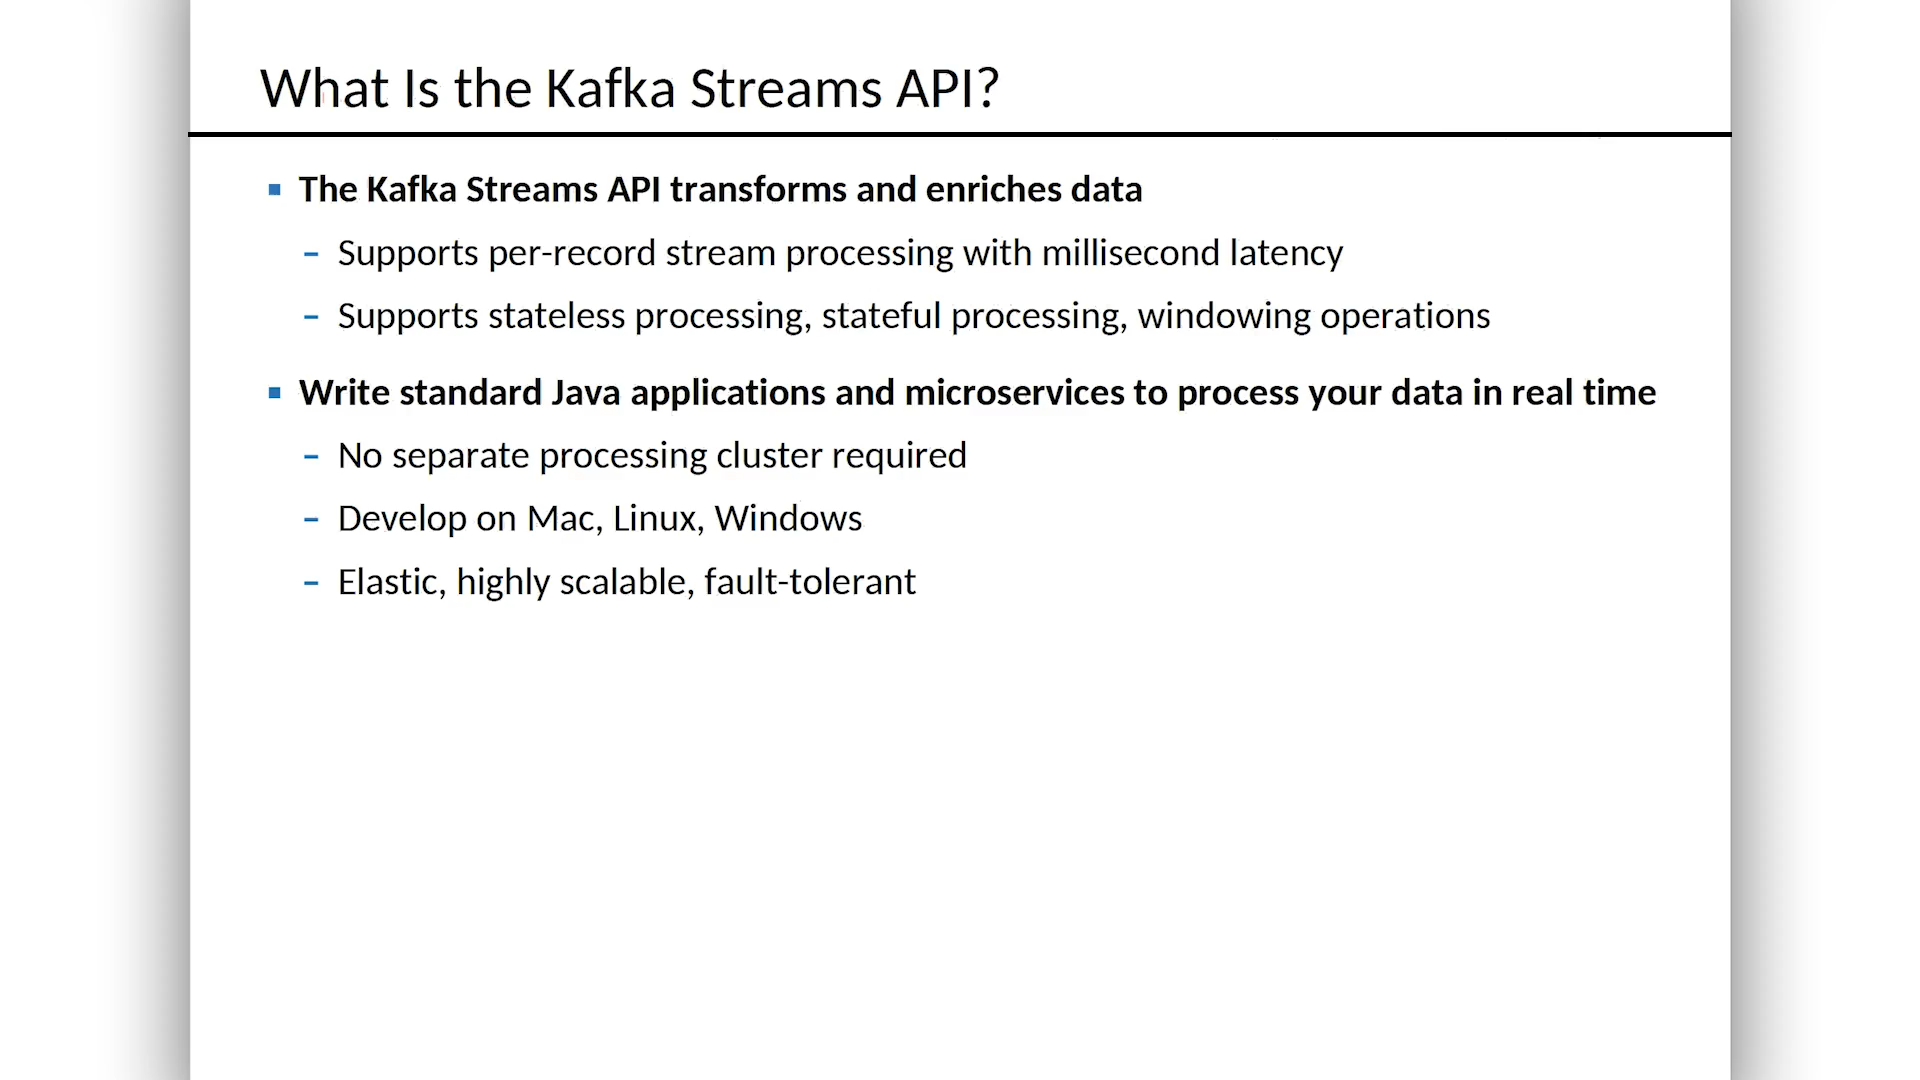 What Is the Kafka Streams API?
▪ The Kafka Streams API transforms and enriches data
– Supports per-record stream processing with millisecond latency
– Supports stateless processing, stateful processing, windowing operations
▪ Write standard Java applications and microservices to process your data in real time
– No separate processing cluster required
– Develop on Mac, Linux, Windows
– Elastic, highly scalable, fault-tolerant